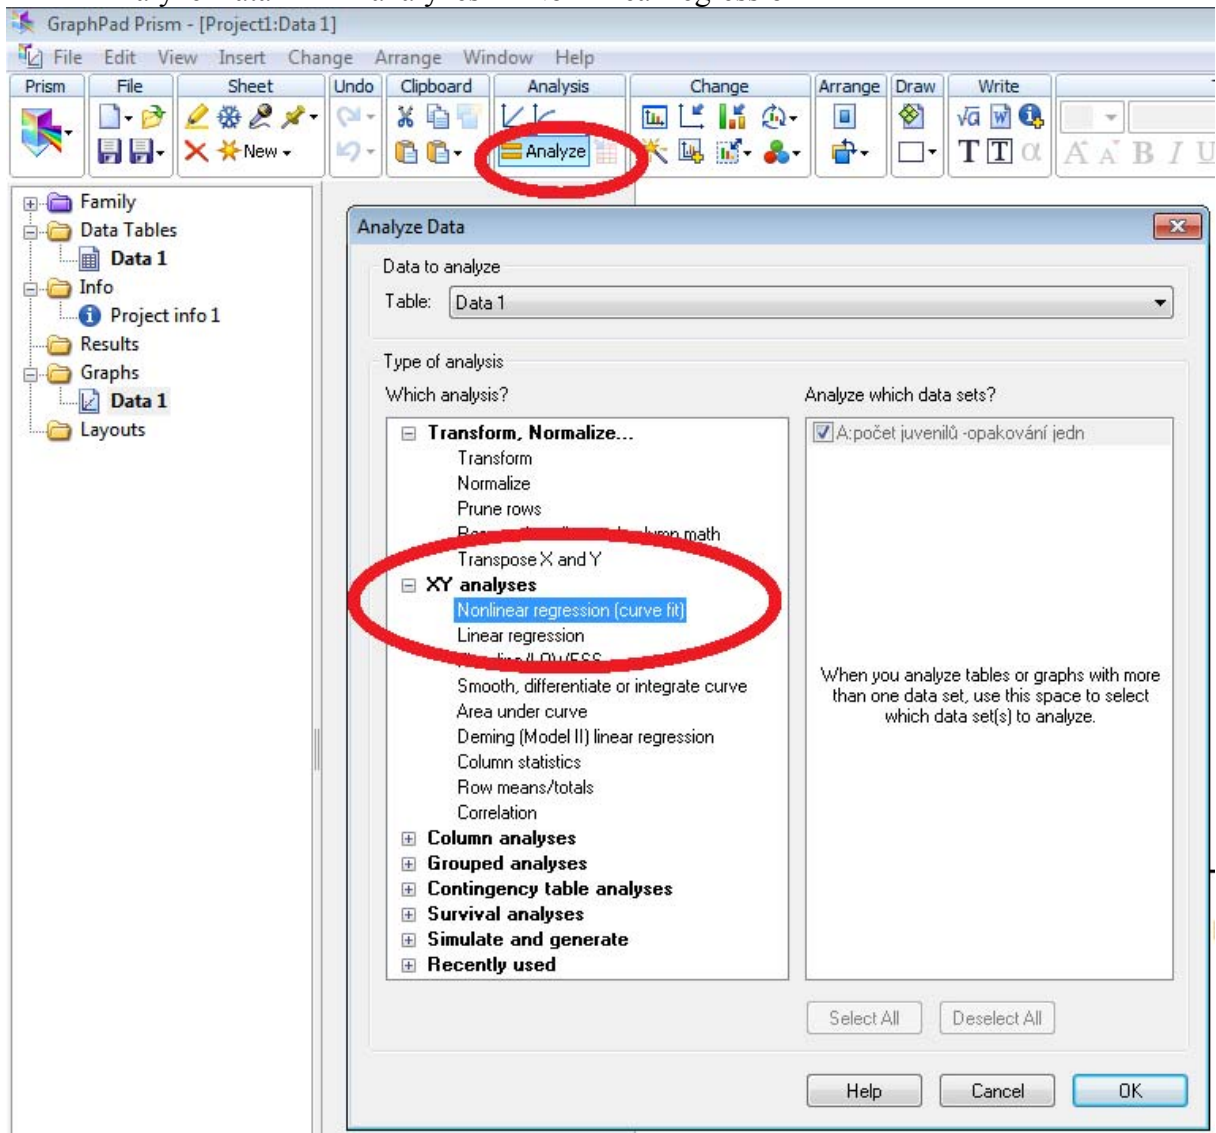 GraphPad Prism - [Project1:Data 1]
File Edit View Insert Change Arrange Window Help
Prism File Sheet Undo Clipboard Analysis Change Arrange Draw Write
New
Analyze
Family
Data Tables
Data 1
Info
Project info 1
Results
Graphs
Data 1
Layouts
Analyze Data
Data to analyze
Table: Data 1
Type of analysis
Which analysis?
Transform, Normalize...
Transform
Normalize
Prune rows
math
Transpose X and Y
XY analyses
Nonlinear regression (curve fit)
Linear regression
Smooth, differentiate or integrate curve
Area under curve
Deming (Model II) linear regression
Column statistics
Row means/totals
Correlation
Column analyses
Grouped analyses
Contingency table analyses
Survival analyses
Simulate and generate
Recently used
Analyze which data sets?
A:počet juvenilů -opakování jedn
When you analyze tables or graphs with more
than one data set, use this space to select
which data set(s) to analyze.
Select All Deselect All
Help Cancel OK